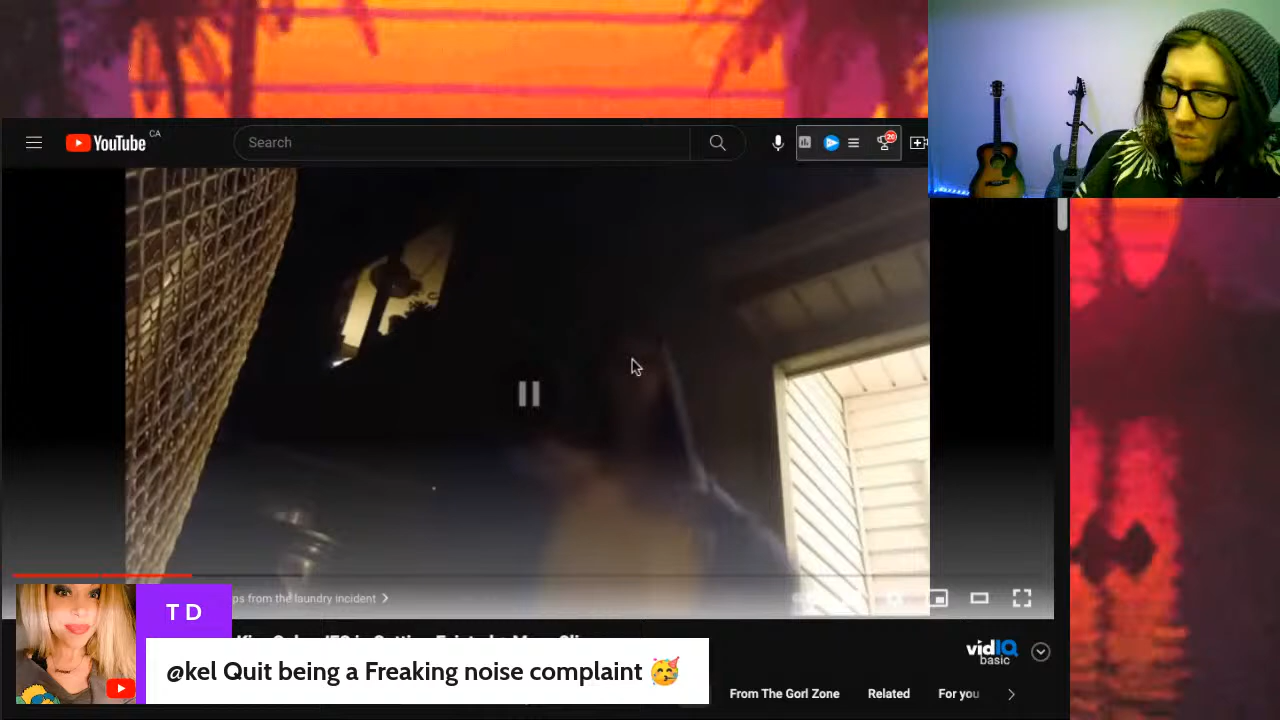 YouTube CA
Search
20
ps from the laundry incident
T D
@kel Quit being a Freaking noise complaint 🥳
vidIQ
basic
From The Gorl Zone
Related
For you